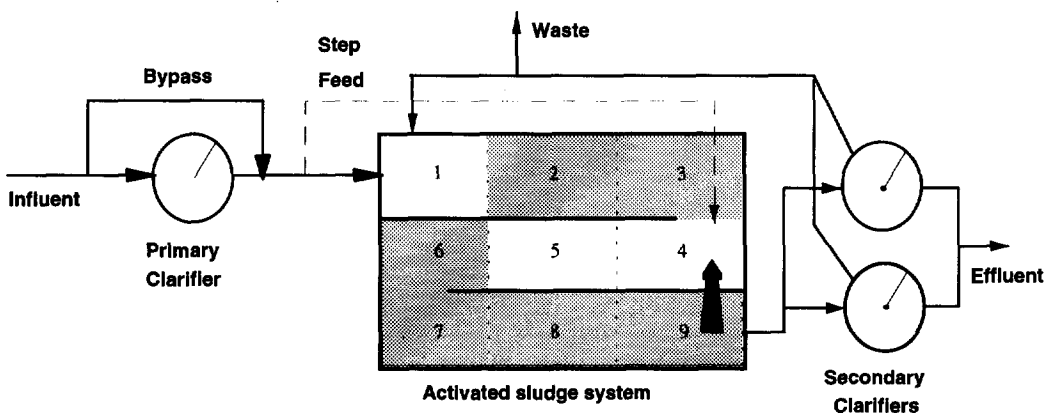 Waste
Step
Feed
Bypass
Influent
Primary
Clarifier
1
2
3
6
5
4
7
8
9
Effluent
Activated sludge system
Secondary
Clarifiers